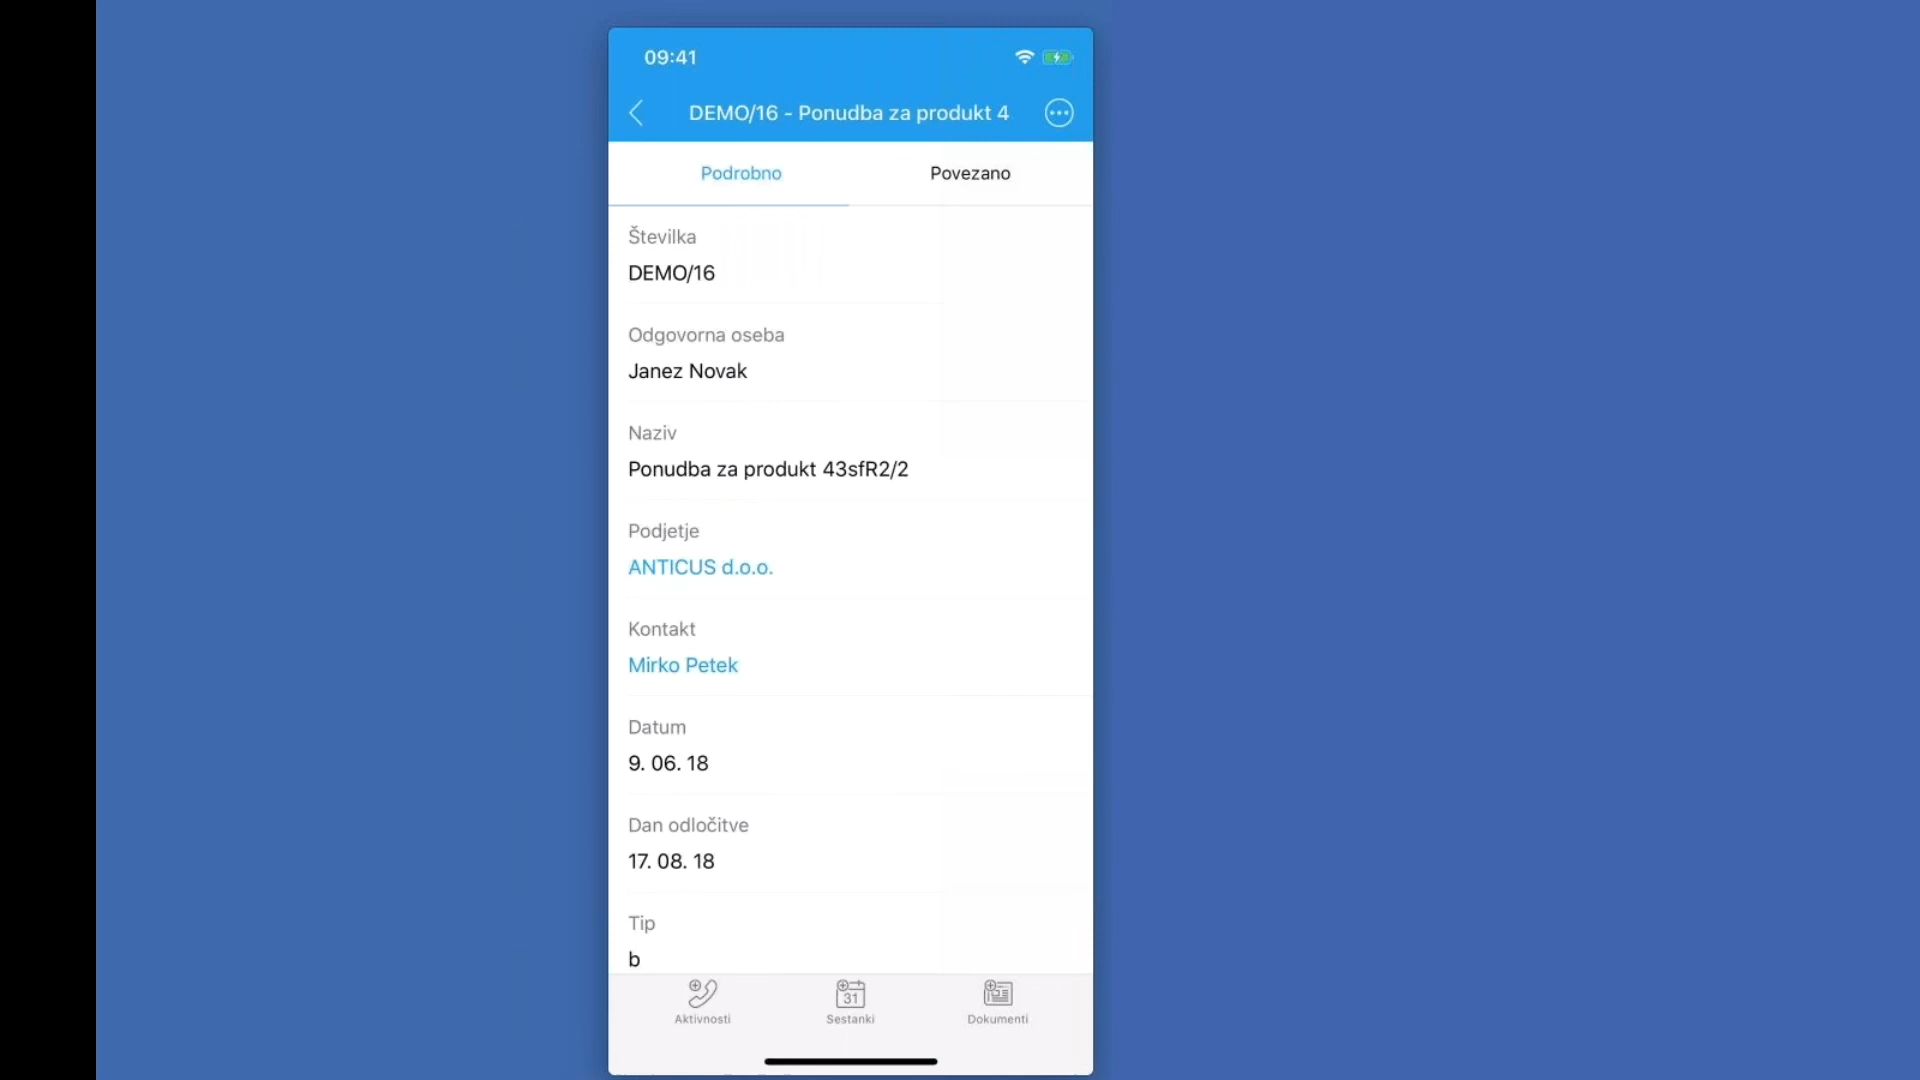 09:41
DEMO/16 - Ponudba za produkt 4
Podrobno
Povezano
Številka
DEMO/16
Odgovorna oseba
Janez Novak
Naziv
Ponudba za produkt 43sfR2/2
Podjetje
ANTICUS d.o.o.
Kontakt
Mirko Petek
Datum
9. 06. 18
Dan odločitve
17. 08. 18
Tip
b
31
Aktivnosti
Sestanki
Dokumenti